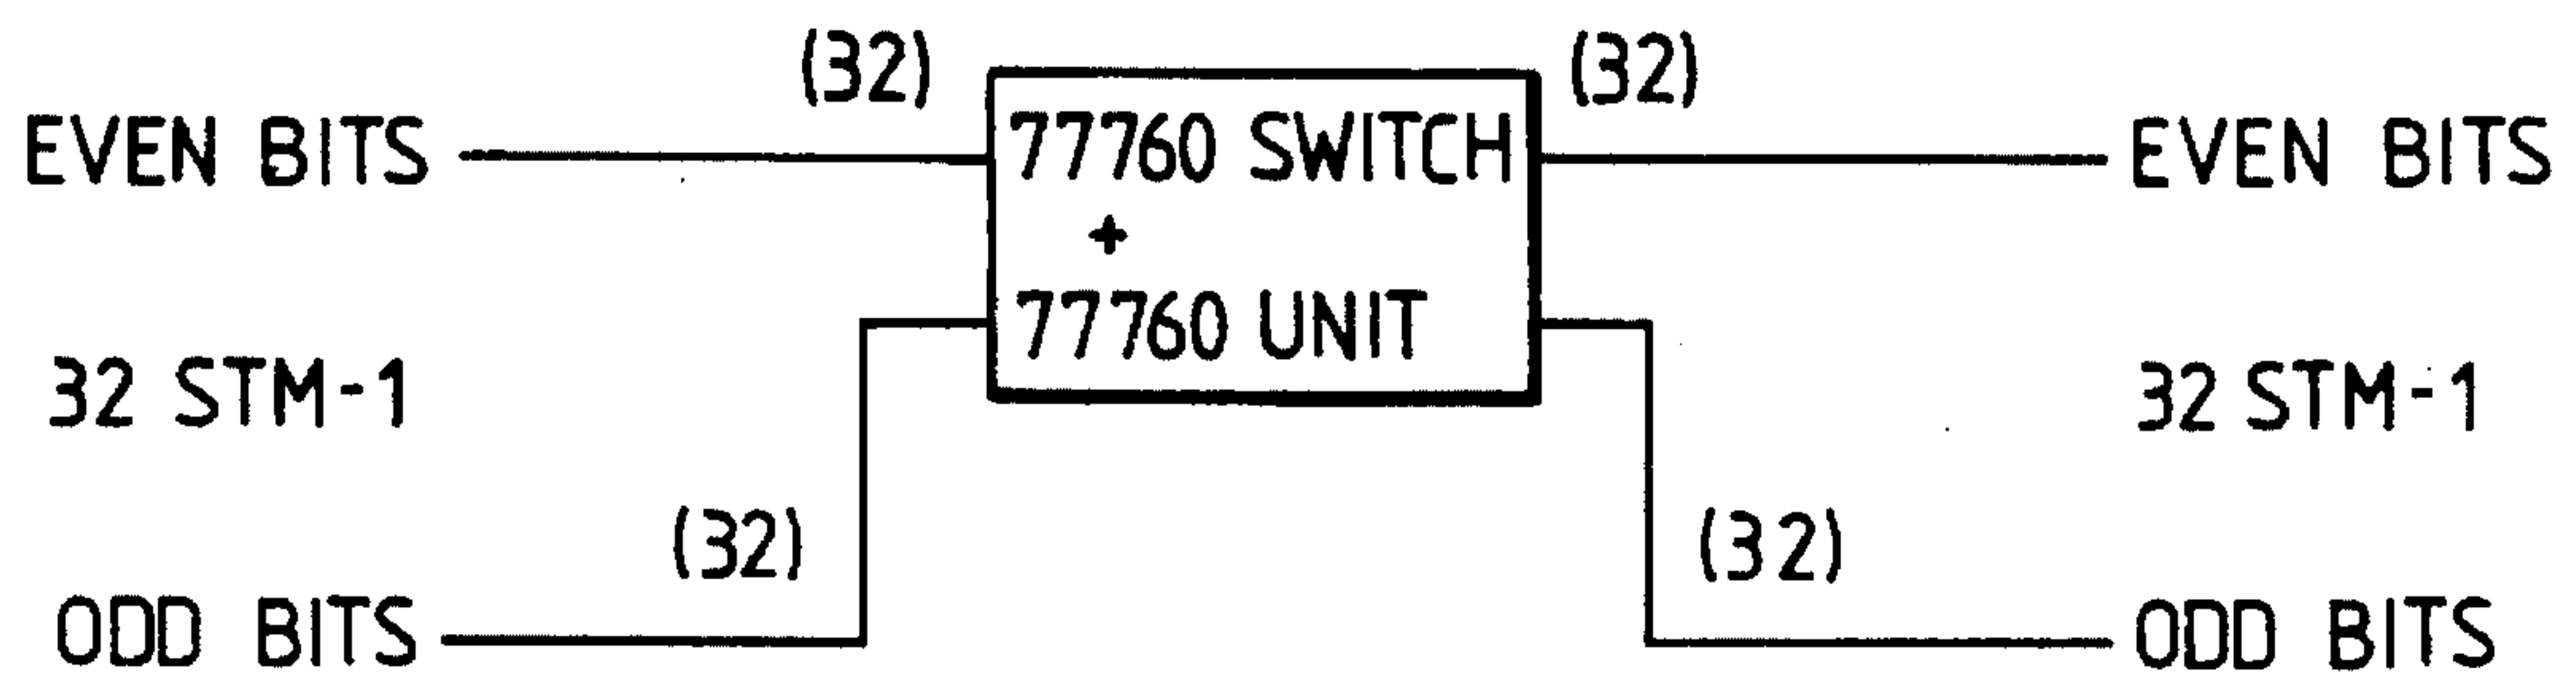 (32)
(32)
EVEN BITS
77760 SWITCH
EVEN BITS
+
77760 UNIT
32 STM-1
32 STM-1
(32)
(32)
ODD BITS
ODD BITS